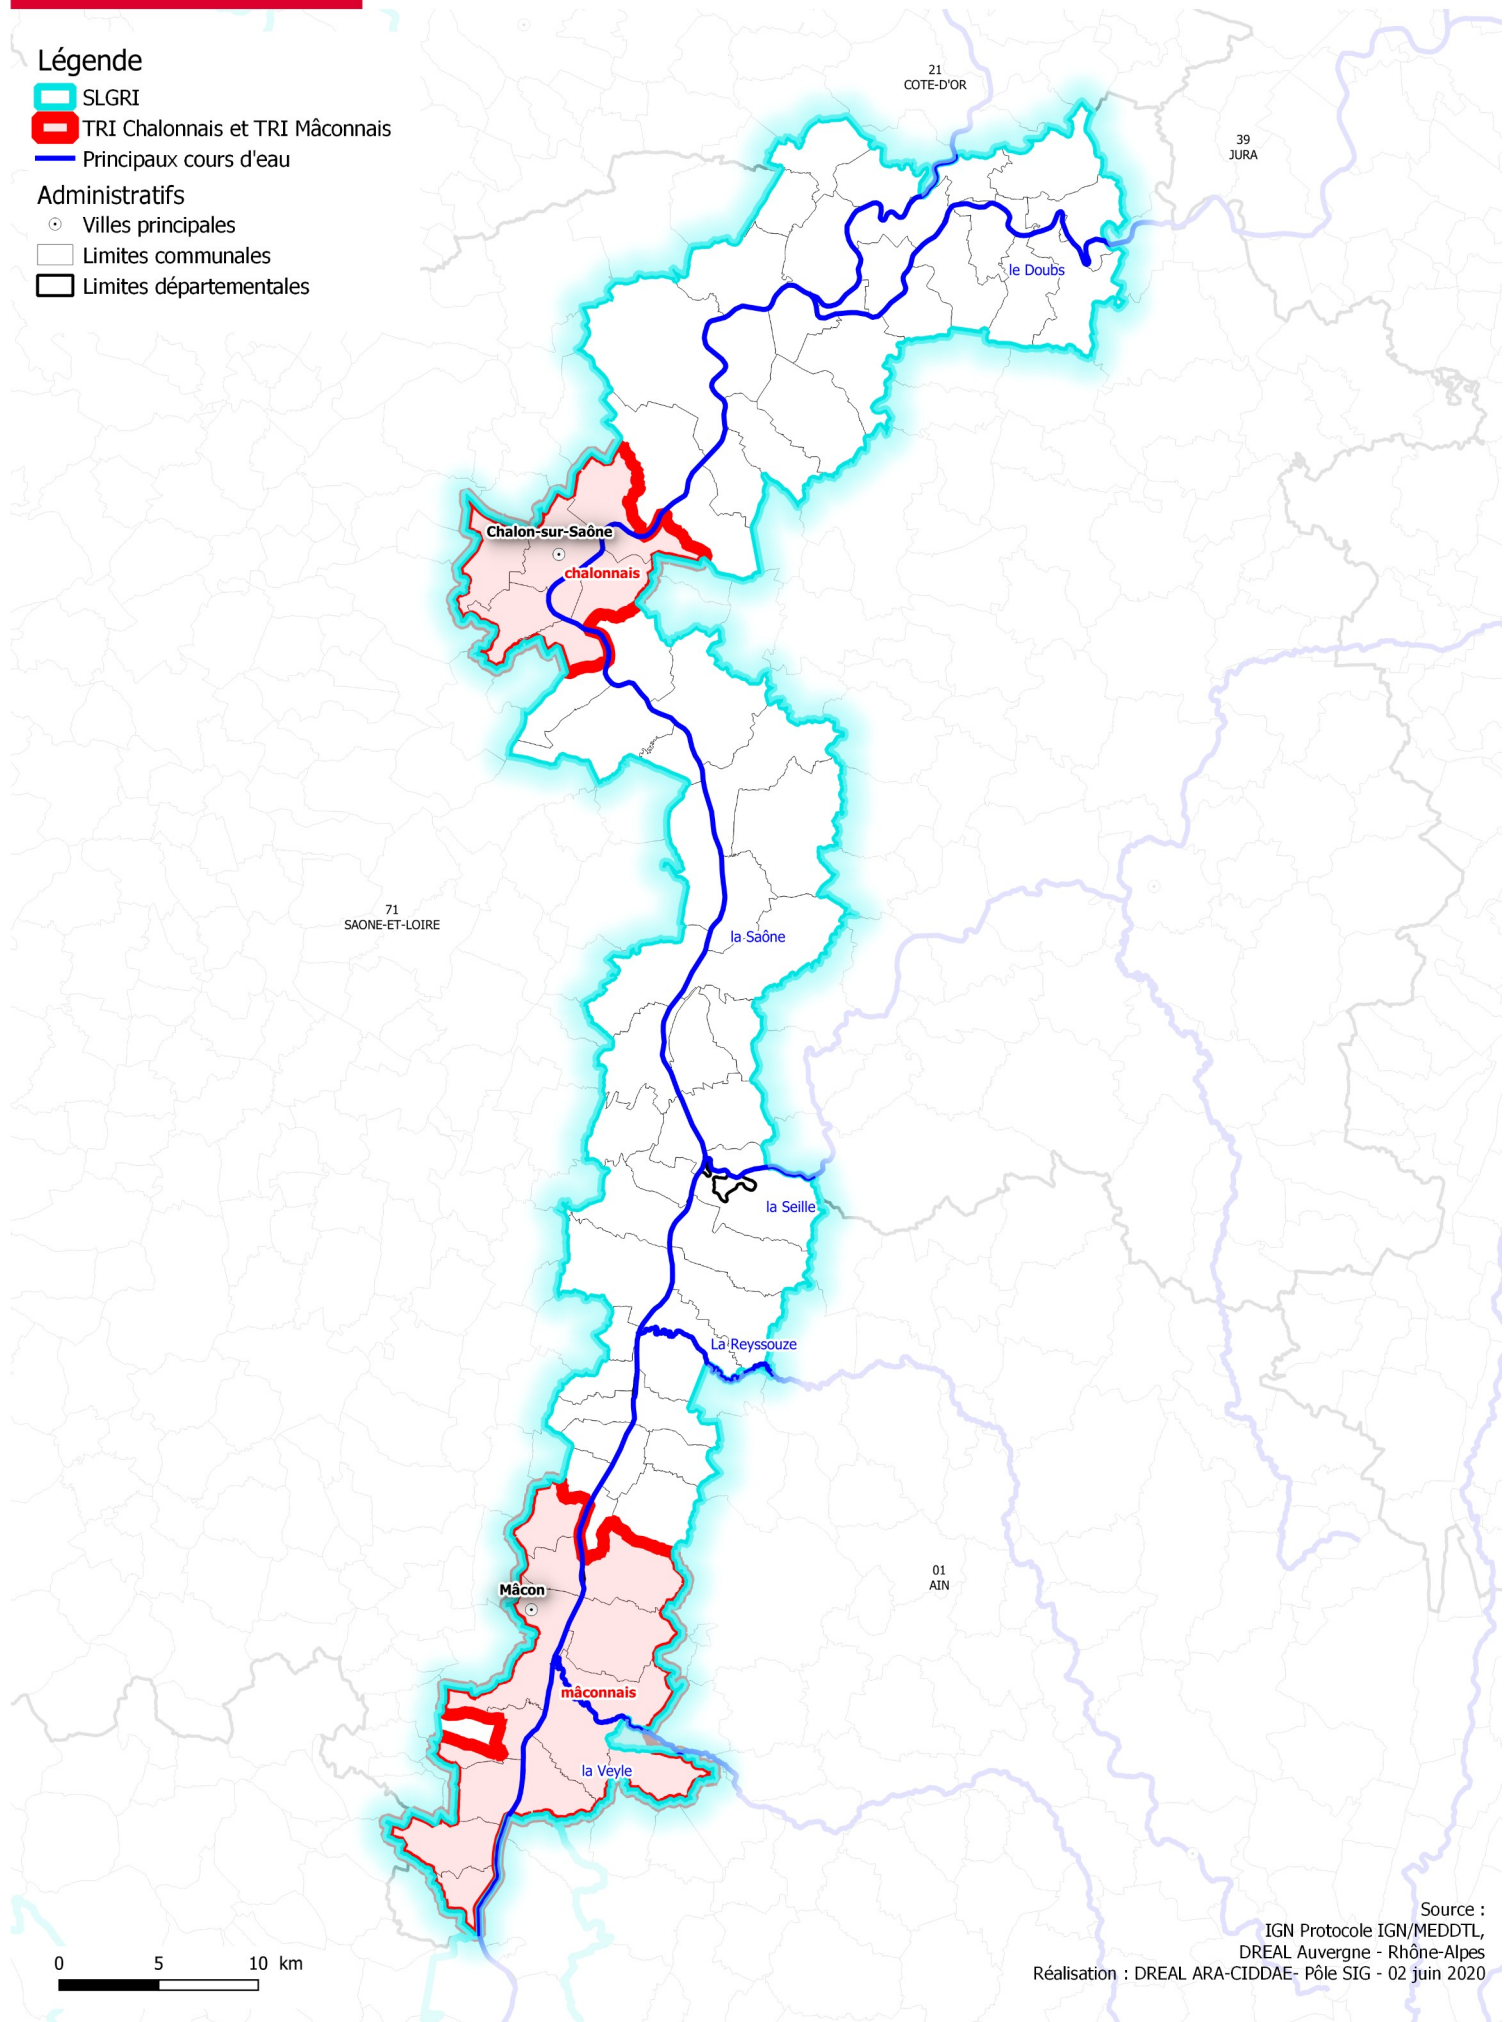 Légende
SLGRI
TRI Chalonnais et TRI Mâconnais
Principaux cours d'eau
Administratifs
Villes principales
Limites communales
Limites départementales
21
COTE-D'OR
39
JURA
le Doubs
Chalon-sur-Saône
chalonnais
71
SAONE-ET-LOIRE
la Saône
la Seille
La Reyssouze
01
AIN
Mâcon
mâconnais
la Veyle
0 5 10 km
Source :
IGN Protocole IGN/MEDDTL,
DREAL Auvergne - Rhône-Alpes
Réalisation : DREAL ARA-CIDDAE- Pôle SIG - 02 juin 2020